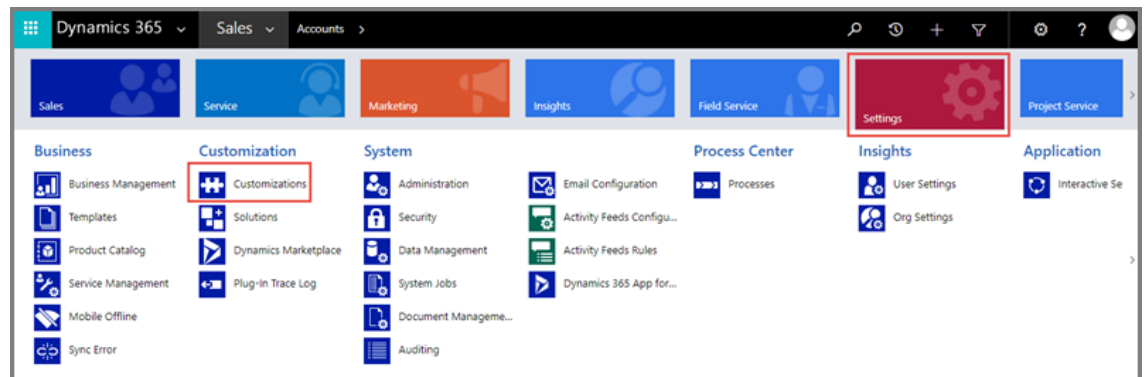 Dynamics 365 Sales Accounts >
?
Sales
Service
Marketing
Insights
Field Service
Settings
Project Service
Business
Business Management
Templates
Product Catalog
Service Management
Mobile Offline
Sync Error
Customization
Customizations
Solutions
Dynamics Marketplace
Plug-In Trace Log
System
Administration
Security
Data Management
System Jobs
Document Manageme...
Auditing
Email Configuration
Activity Feeds Configu...
Activity Feeds Rules
Dynamics 365 App for...
Process Center
Processes
Insights
User Settings
Org Settings
Application
Interactive Se